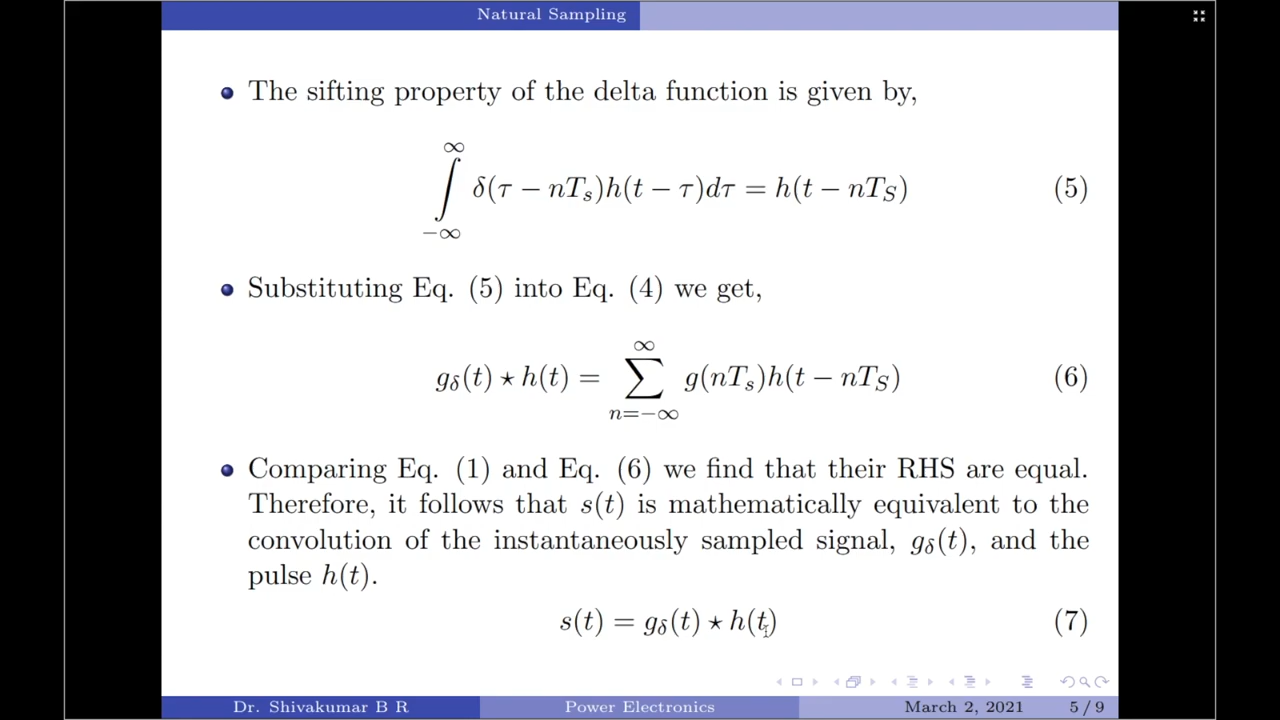 Natural Sampling
The sifting property of the delta function is given by,
∫_{−∞}^{∞} δ(τ − nT_s)h(t − τ)dτ = h(t − nT_S) (5)
Substituting Eq. (5) into Eq. (4) we get,
g_δ(t) ⋆ h(t) = ∑_{n=−∞}^{∞} g(nT_s)h(t − nT_S) (6)
Comparing Eq. (1) and Eq. (6) we find that their RHS are equal.
Therefore, it follows that s(t) is mathematically equivalent to the
convolution of the instantaneously sampled signal, g_δ(t), and the
pulse h(t).
s(t) = g_δ(t) ⋆ h(t) (7)
Dr. Shivakumar B R Power Electronics March 2, 2021 5 / 9